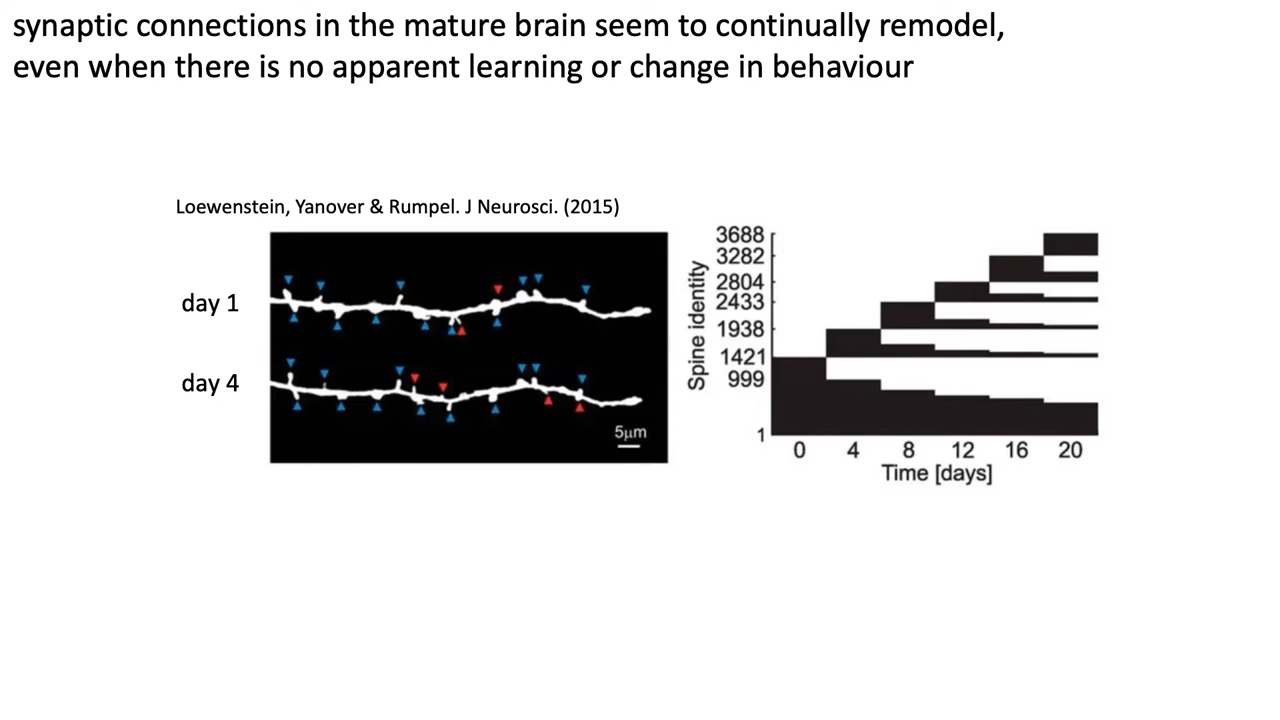 synaptic connections in the mature brain seem to continually remodel,
even when there is no apparent learning or change in behaviour
Loewenstein, Yanover & Rumpel. J Neurosci. (2015)
day 1
day 4
5μm
Spine identity
3688
3282
2804
2433
1938
1421
999
1
0 4 8 12 16 20
Time [days]